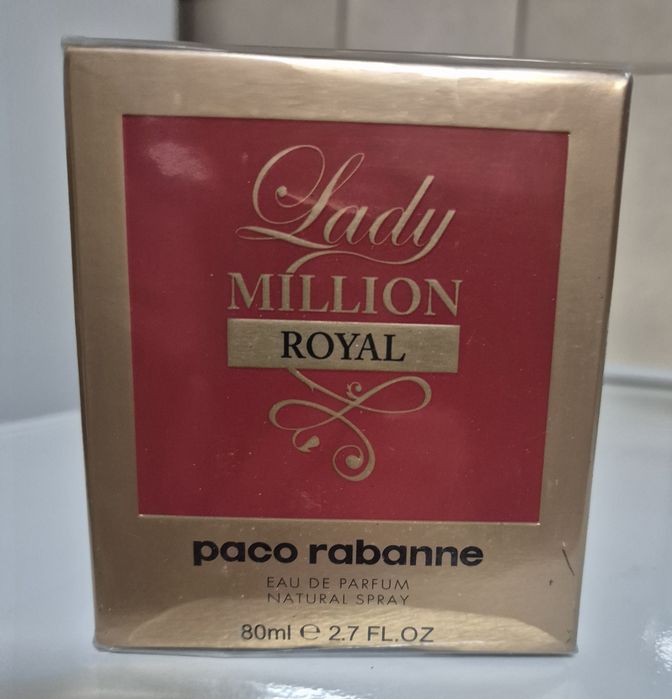 Lady
MILLION
ROYAL
paco rabanne
EAU DE PARFUM
NATURAL SPRAY
80ml ℮ 2.7 FL.OZ